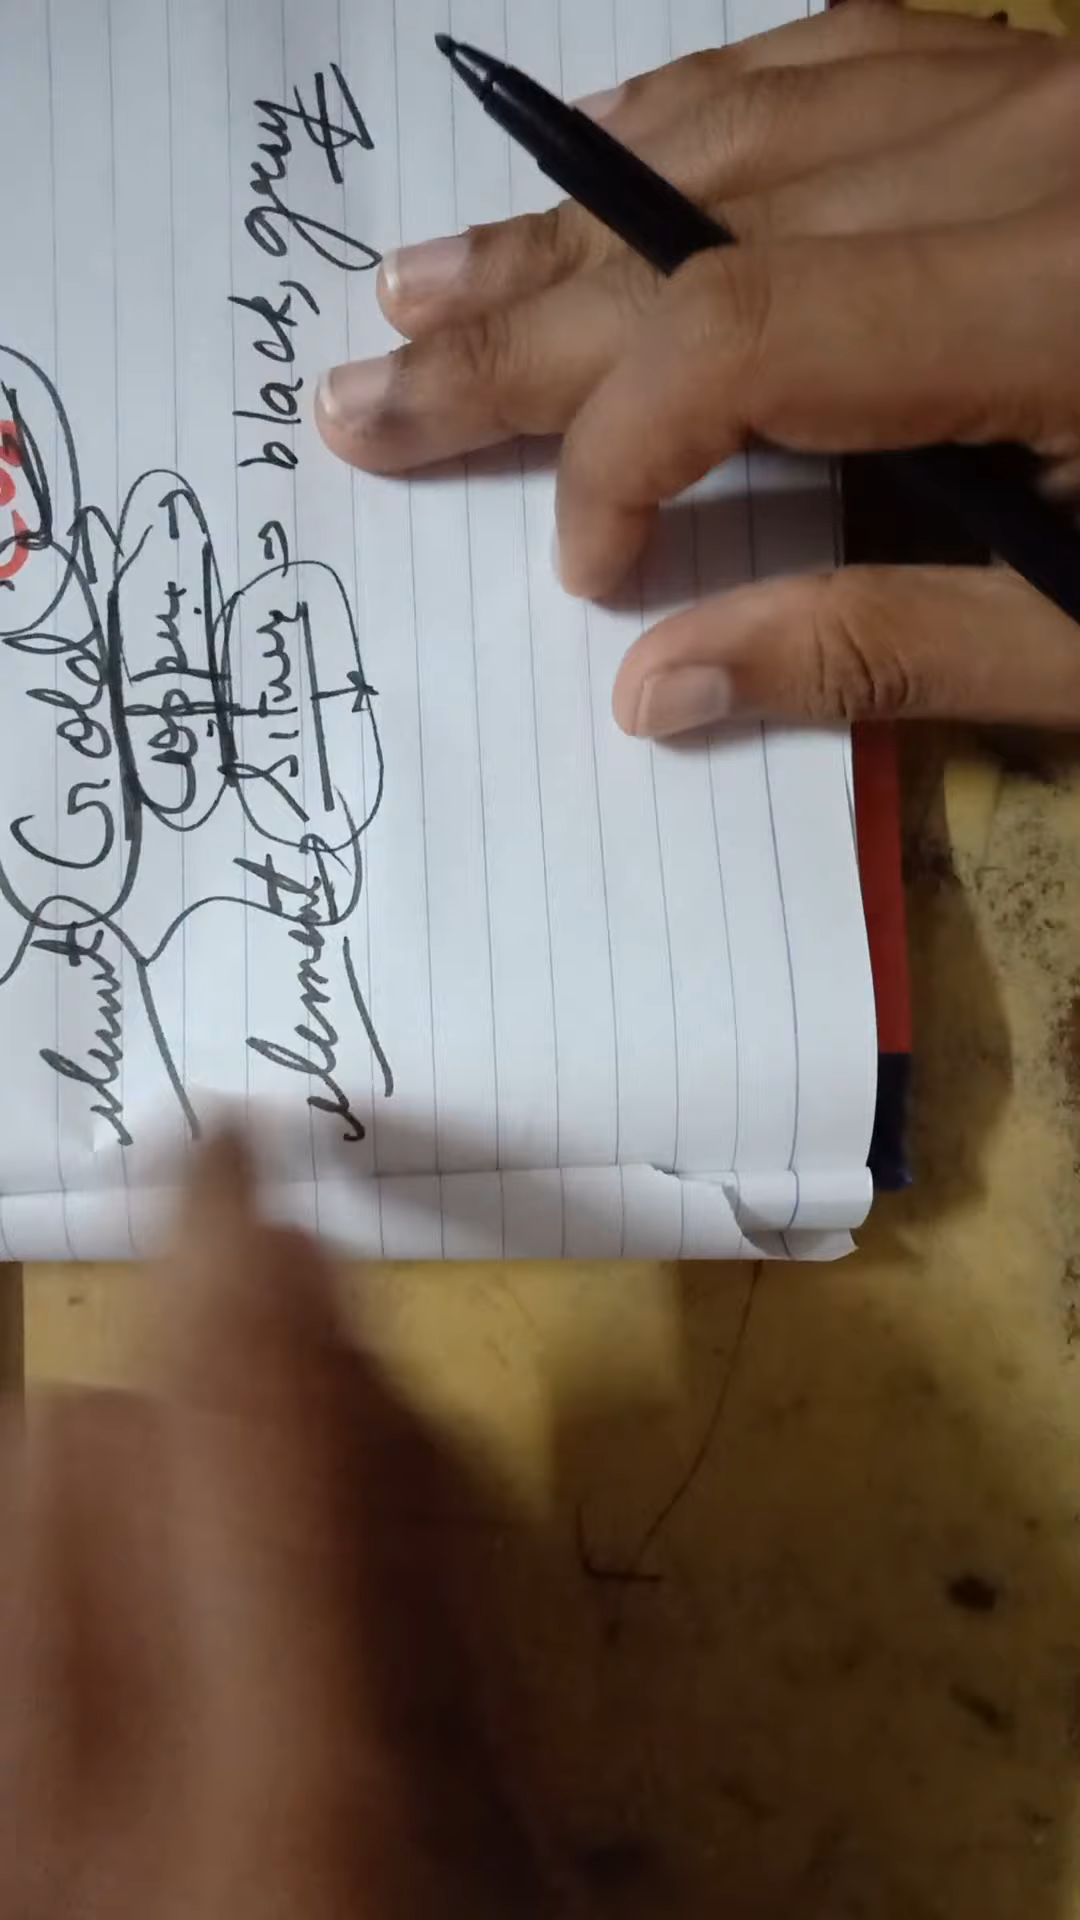 element Gold
Copper →
element Silver → black, grey